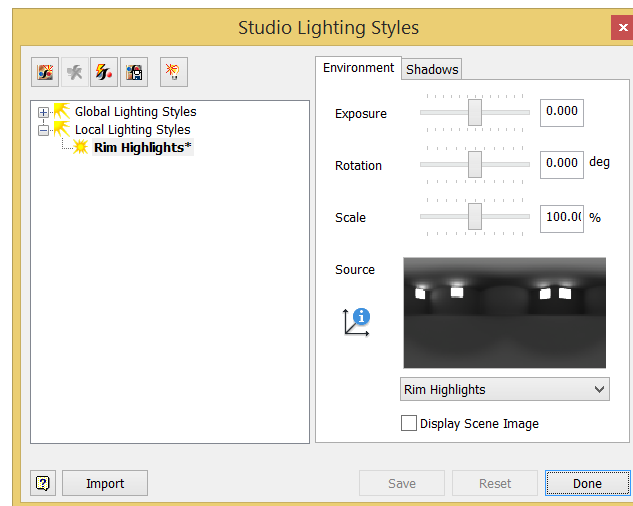 Studio Lighting Styles
Global Lighting Styles
Local Lighting Styles
Rim Highlights*
Environment
Shadows
Exposure
0.000
Rotation
0.000
deg
Scale
100.00
%
Source
Rim Highlights
Display Scene Image
Import
Save
Reset
Done